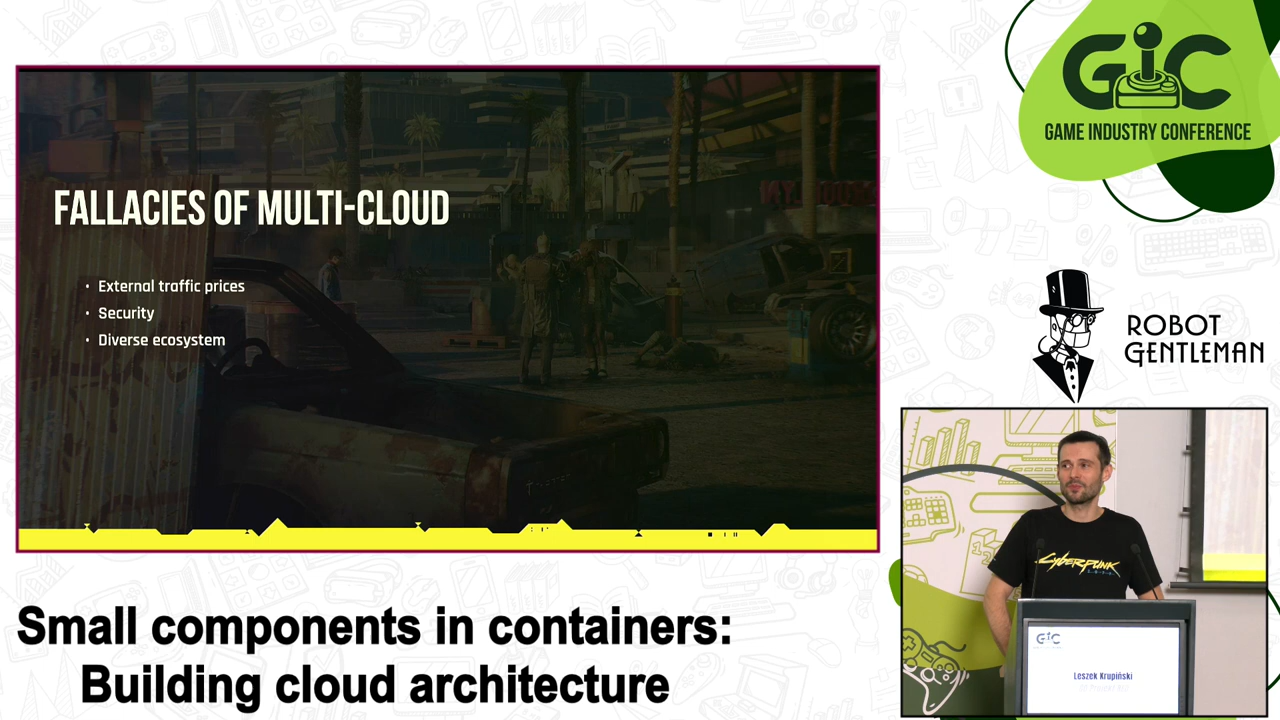 FALLACIES OF MULTI-CLOUD
• External traffic prices
• Security
• Diverse ecosystem
Small components in containers:
Building cloud architecture
GIC
GAME INDUSTRY CONFERENCE
ROBOT
GENTLEMAN
CYBERPUNK
GIC
Leszek Krupiński